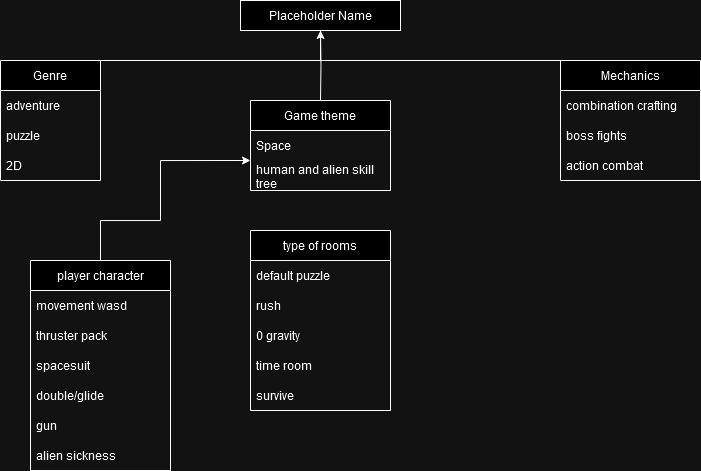 Placeholder Name
Genre
adventure
puzzle
2D
Game theme
Space
human and alien skill
tree
Mechanics
combination crafting
boss fights
action combat
player character
movement wasd
thruster pack
spacesuit
double/glide
gun
alien sickness
type of rooms
default puzzle
rush
0 gravity
time room
survive